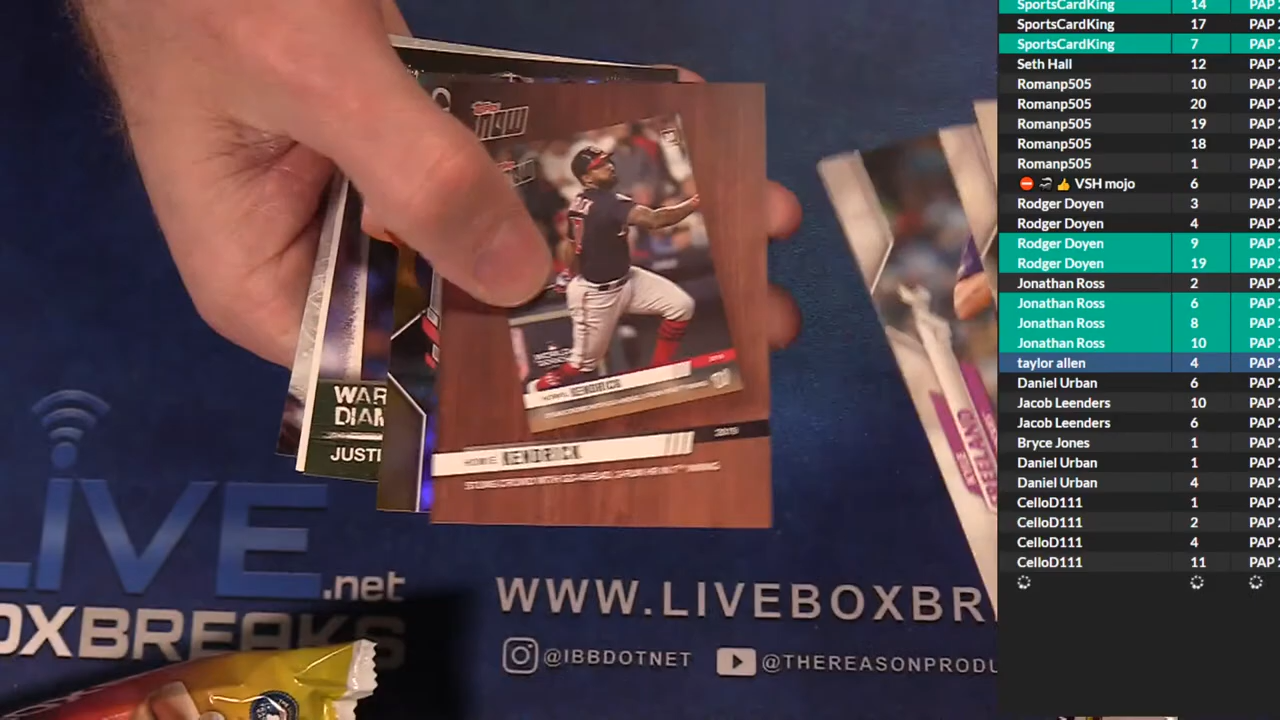 TOPPS
NOW
WORLD
HOWIE KENDRICK
2019
HOWIE KENDRICK
2019
WAR
DIAM
JUSTI
LIVE
.net
OXBREAKS
WWW.LIVEBOXBR
@IBBDOTNET
@THEREASONPRODU
SportsCardKing 14 PAP
SportsCardKing 17 PAP
SportsCardKing 7 PAP
Seth Hall 12 PAP
Romanp505 10 PAP
Romanp505 20 PAP
Romanp505 19 PAP
Romanp505 18 PAP
Romanp505 1 PAP
⛔ 🐊 👍 VSH mojo 6 PAP
Rodger Doyen 3 PAP
Rodger Doyen 4 PAP
Rodger Doyen 9 PAP
Rodger Doyen 19 PAP
Jonathan Ross 2 PAP
Jonathan Ross 6 PAP
Jonathan Ross 8 PAP
Jonathan Ross 10 PAP
taylor allen 4 PAP
Daniel Urban 6 PAP
Jacob Leenders 10 PAP
Jacob Leenders 6 PAP
Bryce Jones 1 PAP
Daniel Urban 1 PAP
Daniel Urban 4 PAP
CelloD111 1 PAP
CelloD111 2 PAP
CelloD111 4 PAP
CelloD111 11 PAP